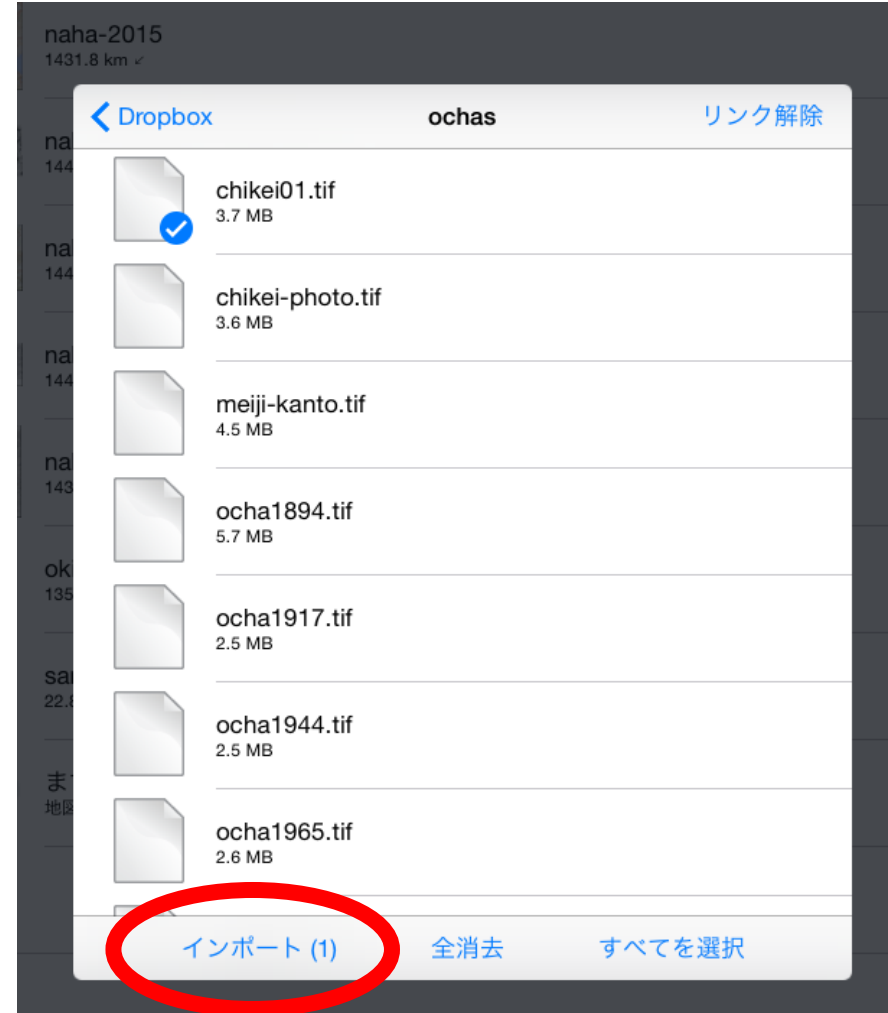 naha-2015
1431.8 km ↙
Dropbox
ochas
リンク解除
chikei01.tif
3.7 MB
chikei-photo.tif
3.6 MB
meiji-kanto.tif
4.5 MB
ocha1894.tif
5.7 MB
ocha1917.tif
2.5 MB
ocha1944.tif
2.5 MB
ocha1965.tif
2.6 MB
インポート (1)
全消去
すべてを選択